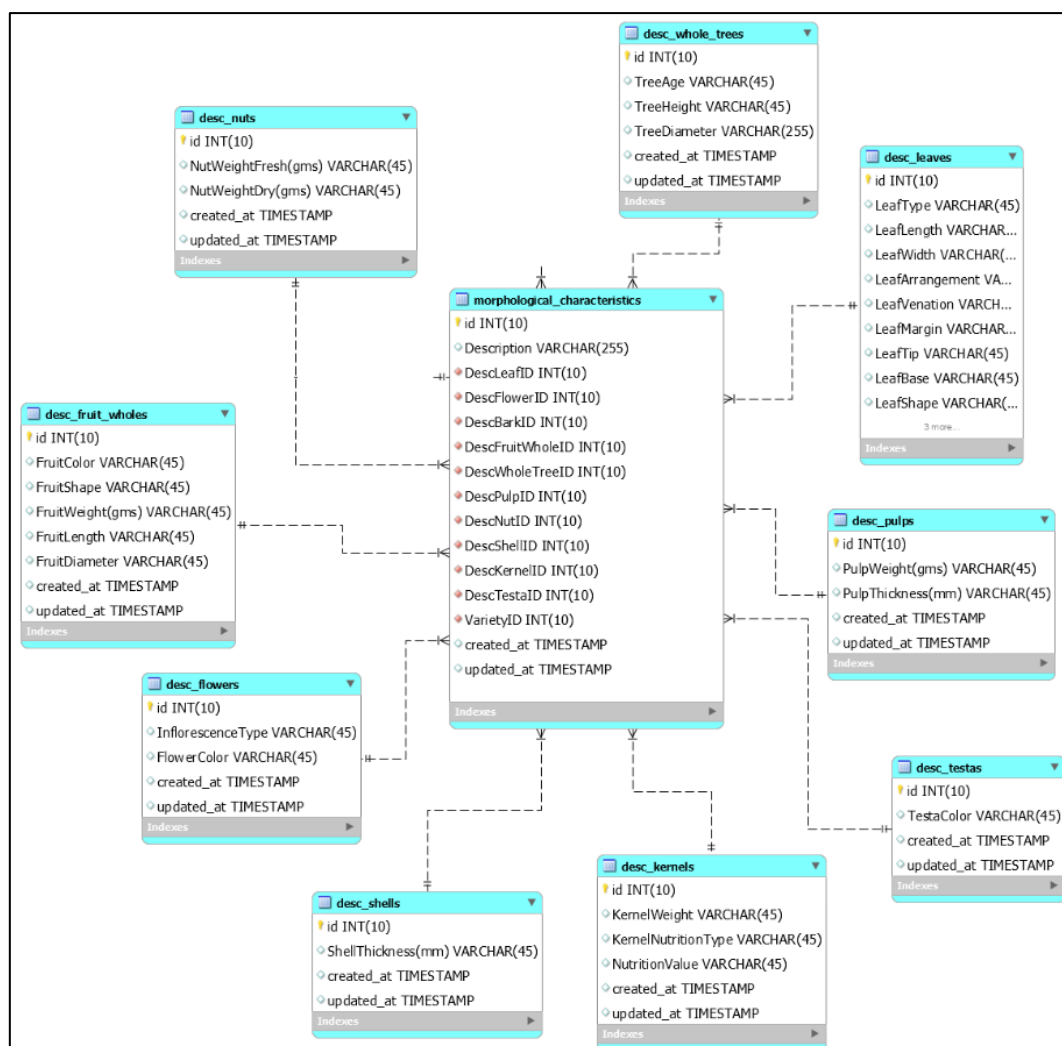 desc_whole_trees
id INT(10)
TreeAge VARCHAR(45)
TreeHeight VARCHAR(45)
TreeDiameter VARCHAR(255)
created_at TIMESTAMP
updated_at TIMESTAMP
Indexes
desc_nuts
id INT(10)
NutWeightFresh(gms) VARCHAR(45)
NutWeightDry(gms) VARCHAR(45)
created_at TIMESTAMP
updated_at TIMESTAMP
Indexes
desc_leaves
id INT(10)
LeafType VARCHAR(45)
LeafLength VARCHAR...
LeafWidth VARCHAR(...
LeafArrangement VA...
LeafVenation VARCH...
LeafMargin VARCHAR...
LeafTip VARCHAR(45)
LeafBase VARCHAR(45)
LeafShape VARCHAR(...
3 more...
Indexes
morphological_characteristics
id INT(10)
Description VARCHAR(255)
DescLeafID INT(10)
DescFlowerID INT(10)
DescBarkID INT(10)
DescFruitWholeID INT(10)
DescWholeTreeID INT(10)
DescPulpID INT(10)
DescNutID INT(10)
DescShellID INT(10)
DescKernelID INT(10)
DescTestaID INT(10)
VarietyID INT(10)
created_at TIMESTAMP
updated_at TIMESTAMP
Indexes
desc_fruit_wholes
id INT(10)
FruitColor VARCHAR(45)
FruitShape VARCHAR(45)
FruitWeight(gms) VARCHAR(45)
FruitLength VARCHAR(45)
FruitDiameter VARCHAR(45)
created_at TIMESTAMP
updated_at TIMESTAMP
Indexes
desc_pulps
id INT(10)
PulpWeight(gms) VARCHAR(45)
PulpThickness(mm) VARCHAR(45)
created_at TIMESTAMP
updated_at TIMESTAMP
Indexes
desc_flowers
id INT(10)
InflorescenceType VARCHAR(45)
FlowerColor VARCHAR(45)
created_at TIMESTAMP
updated_at TIMESTAMP
Indexes
desc_testas
id INT(10)
TestaColor VARCHAR(45)
created_at TIMESTAMP
updated_at TIMESTAMP
Indexes
desc_shells
id INT(10)
ShellThickness(mm) VARCHAR(45)
created_at TIMESTAMP
updated_at TIMESTAMP
Indexes
desc_kernels
id INT(10)
KernelWeight VARCHAR(45)
KernelNutritionType VARCHAR(45)
NutritionValue VARCHAR(45)
created_at TIMESTAMP
updated_at TIMESTAMP
Indexes